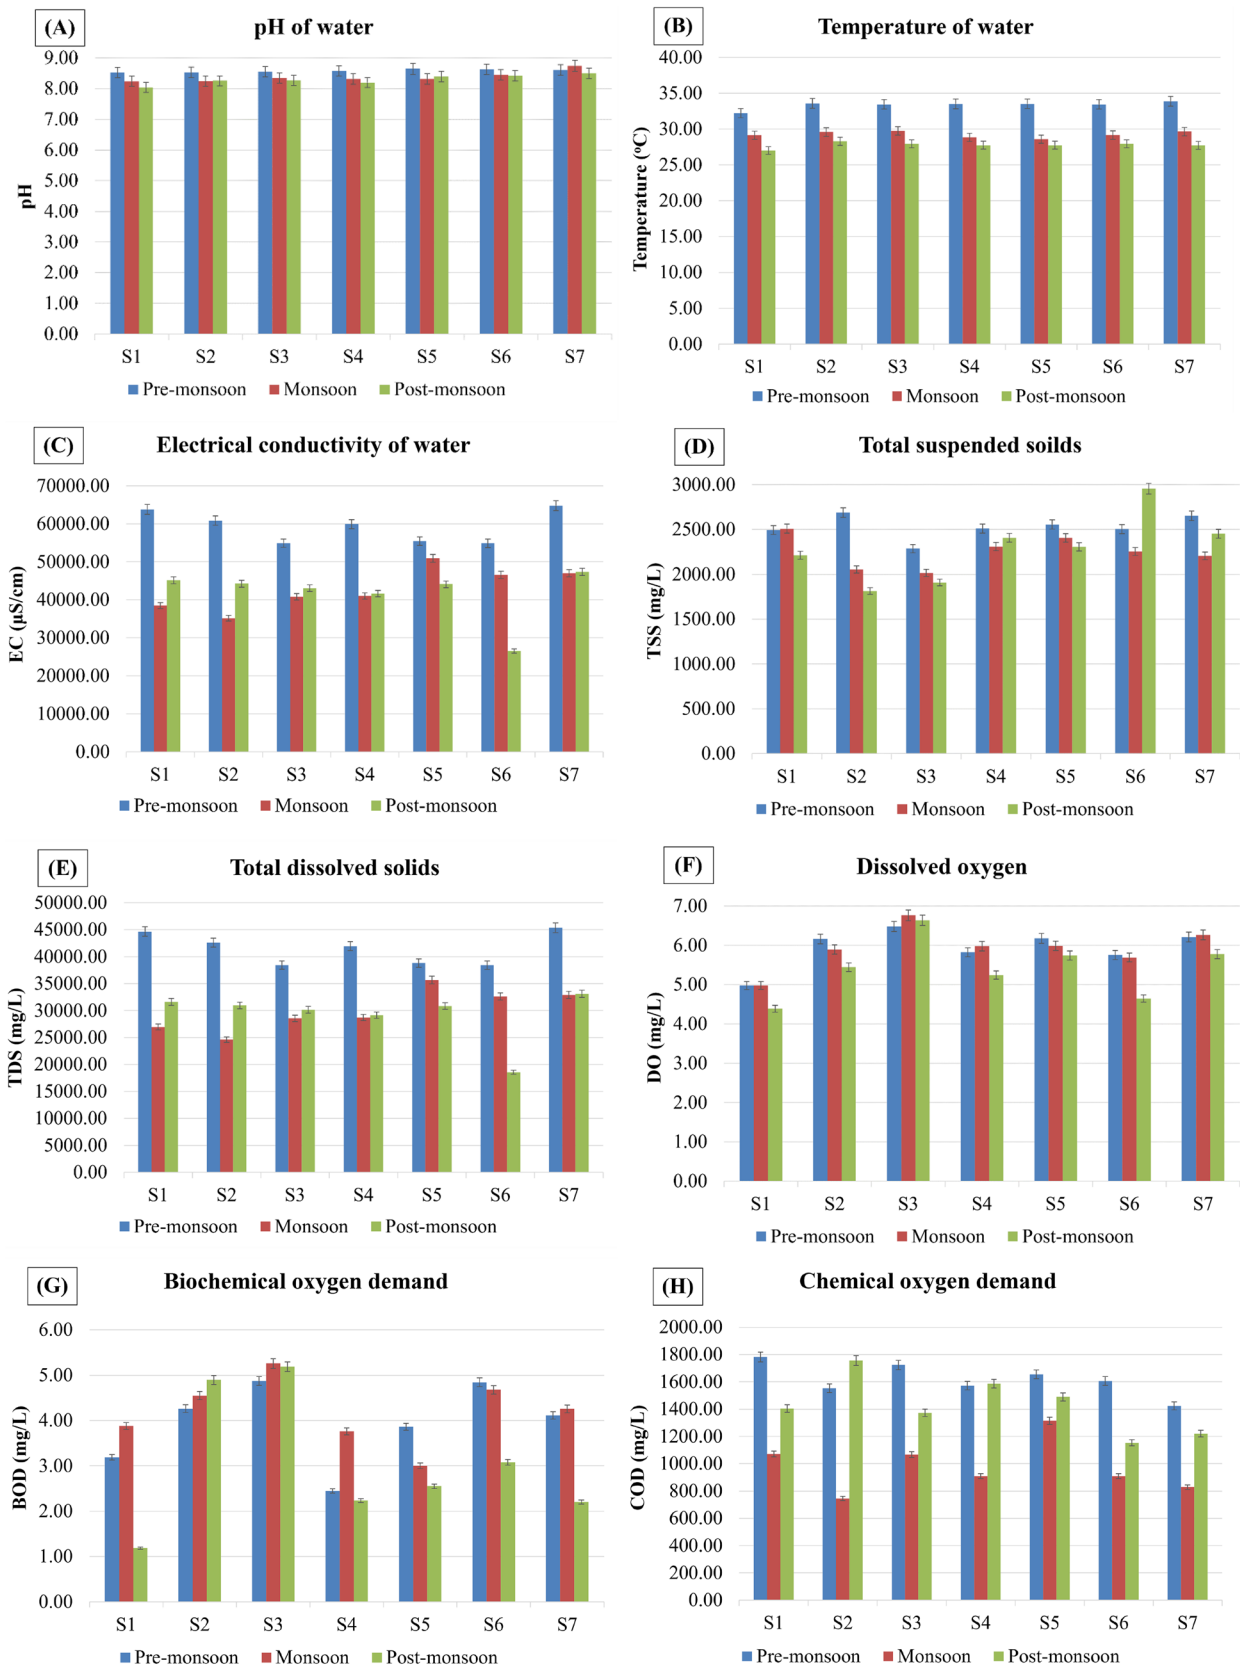 (A)
pH of water
9.00
8.00
7.00
6.00
5.00
4.00
3.00
2.00
1.00
0.00
pH
S1 S2 S3 S4 S5 S6 S7
Pre-monsoon Monsoon Post-monsoon
(B)
Temperature of water
40.00
35.00
30.00
25.00
20.00
15.00
10.00
5.00
0.00
Temperature (°C)
S1 S2 S3 S4 S5 S6 S7
Pre-monsoon Monsoon Post-monsoon
(C)
Electrical conductivity of water
70000.00
60000.00
50000.00
40000.00
30000.00
20000.00
10000.00
0.00
EC (µS/cm)
S1 S2 S3 S4 S5 S6 S7
Pre-monsoon Monsoon Post-monsoon
(D)
Total suspended soilds
3000.00
2500.00
2000.00
1500.00
1000.00
500.00
0.00
TSS (mg/L)
S1 S2 S3 S4 S5 S6 S7
Pre-monsoon Monsoon Post-monsoon
(E)
Total dissolved solids
50000.00
45000.00
40000.00
35000.00
30000.00
25000.00
20000.00
15000.00
10000.00
5000.00
0.00
TDS (mg/L)
S1 S2 S3 S4 S5 S6 S7
Pre-monsoon Monsoon Post-monsoon
(F)
Dissolved oxygen
7.00
6.00
5.00
4.00
3.00
2.00
1.00
0.00
DO (mg/L)
S1 S2 S3 S4 S5 S6 S7
Pre-monsoon Monsoon Post-monsoon
(G)
Biochemical oxygen demand
6.00
5.00
4.00
3.00
2.00
1.00
0.00
BOD (mg/L)
S1 S2 S3 S4 S5 S6 S7
Pre-monsoon Monsoon Post-monsoon
(H)
Chemical oxygen demand
2000.00
1800.00
1600.00
1400.00
1200.00
1000.00
800.00
600.00
400.00
200.00
0.00
COD (mg/L)
S1 S2 S3 S4 S5 S6 S7
Pre-monsoon Monsoon Post-monsoon